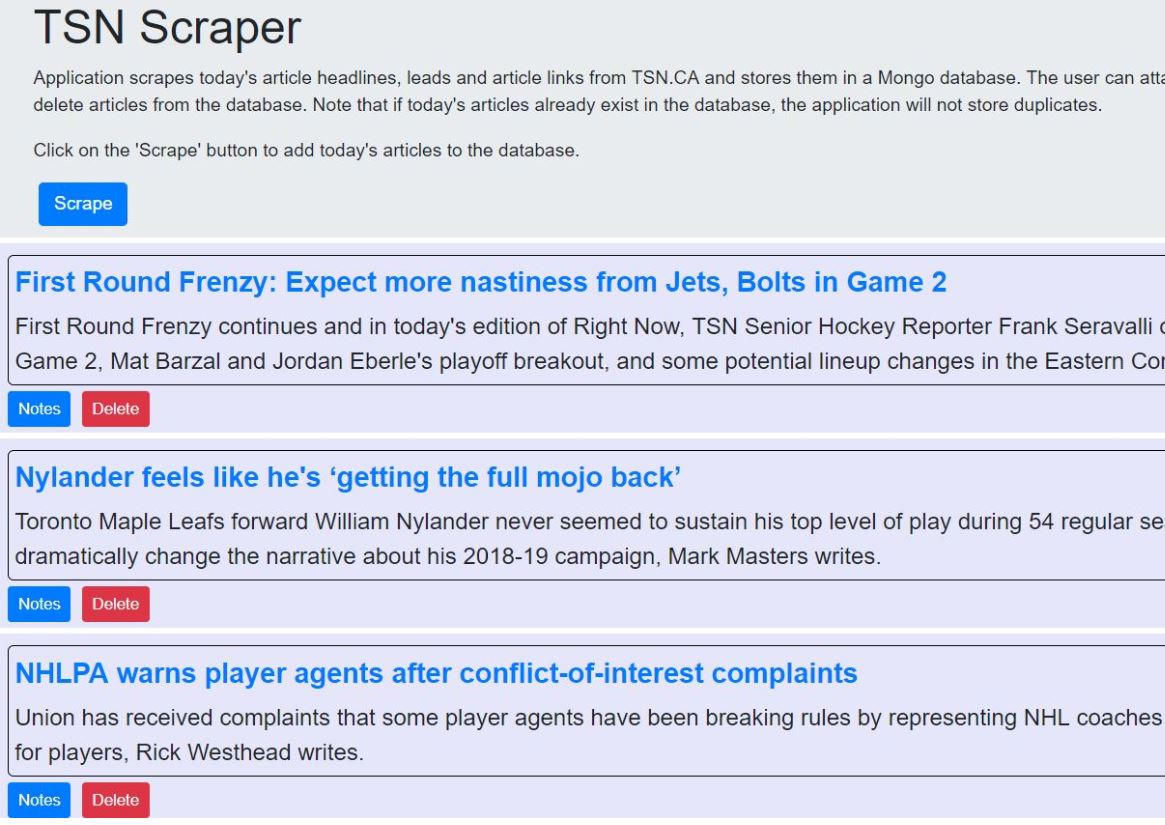 TSN Scraper
Application scrapes today's article headlines, leads and article links from TSN.CA and stores them in a Mongo database. The user can
delete articles from the database. Note that if today's articles already exist in the database, the application will not store duplicates.
Click on the 'Scrape' button to add today's articles to the database.
Scrape
First Round Frenzy: Expect more nastiness from Jets, Bolts in Game 2
First Round Frenzy continues and in today's edition of Right Now, TSN Senior Hockey Reporter Frank Seravalli
Game 2, Mat Barzal and Jordan Eberle's playoff breakout, and some potential lineup changes in the Eastern
Notes Delete
Nylander feels like he's ‘getting the full mojo back’
Toronto Maple Leafs forward William Nylander never seemed to sustain his top level of play during 54 regular
dramatically change the narrative about his 2018-19 campaign, Mark Masters writes.
Notes Delete
NHLPA warns player agents after conflict-of-interest complaints
Union has received complaints that some player agents have been breaking rules by representing NHL coaches
for players, Rick Westhead writes.
Notes Delete